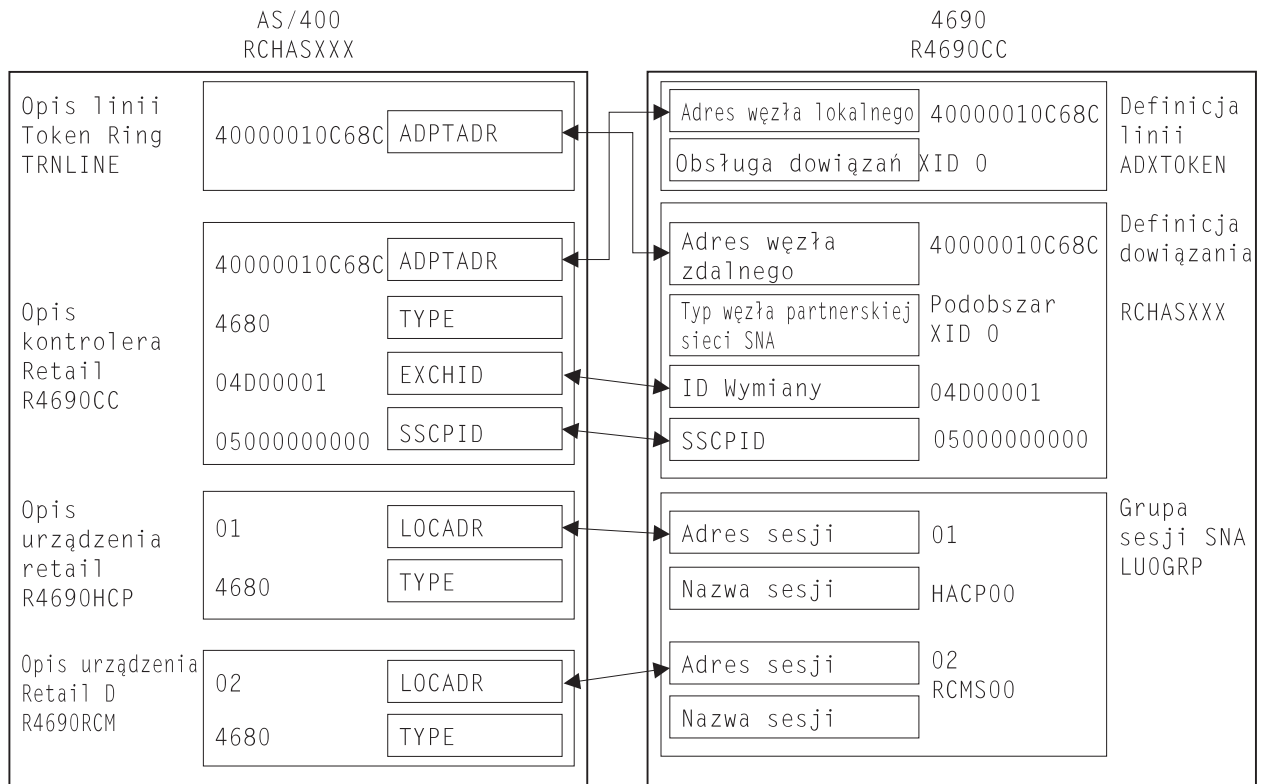 AS/400
RCHASXXX
4690
R4690CC
Opis linii
Token Ring
TRNLINE
40000010C68C ADPTADR
Opis
kontrolera
Retail
R4690CC
40000010C68C ADPTADR
4680 TYPE
04D00001 EXCHID
05000000000 SSCPID
Opis
urządzenia
retail
R4690HCP
01 LOCADR
4680 TYPE
Opis urządzenia
Retail D
R4690RCM
02 LOCADR
4680 TYPE
Adres węzła lokalnego 40000010C68C
Obsługa dowiązań XID 0
Definicja
linii
ADXTOKEN
Adres węzła
zdalnego
40000010C68C
Typ węzła partnerskiej
sieci SNA
Podobszar
XID 0
ID Wymiany 04D00001
SSCPID 05000000000
Definicja
dowiązania
RCHASXXX
Adres sesji 01
Nazwa sesji HACP00
Adres sesji 02
RCMS00
Nazwa sesji
Grupa
sesji SNA
LU0GRP